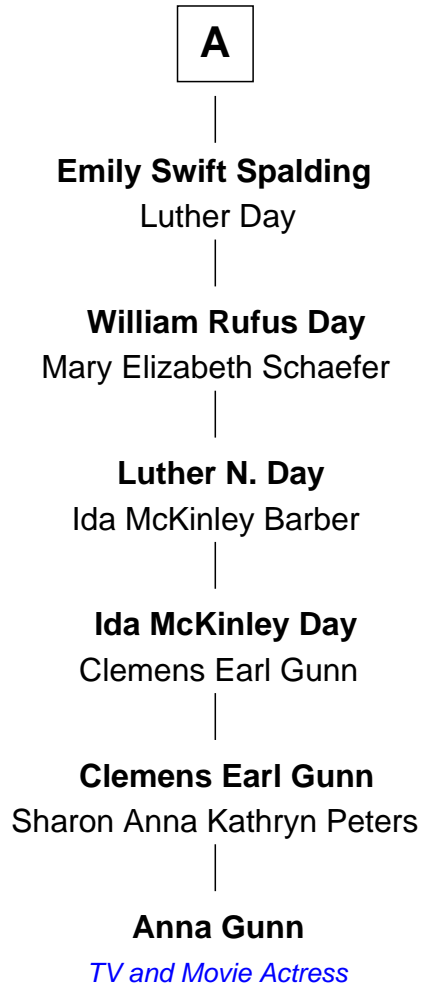 A
Emily Swift Spalding
Luther Day
William Rufus Day
Mary Elizabeth Schaefer
Luther N. Day
Ida McKinley Barber
Ida McKinley Day
Clemens Earl Gunn
Clemens Earl Gunn
Sharon Anna Kathryn Peters
Anna Gunn
TV and Movie Actress